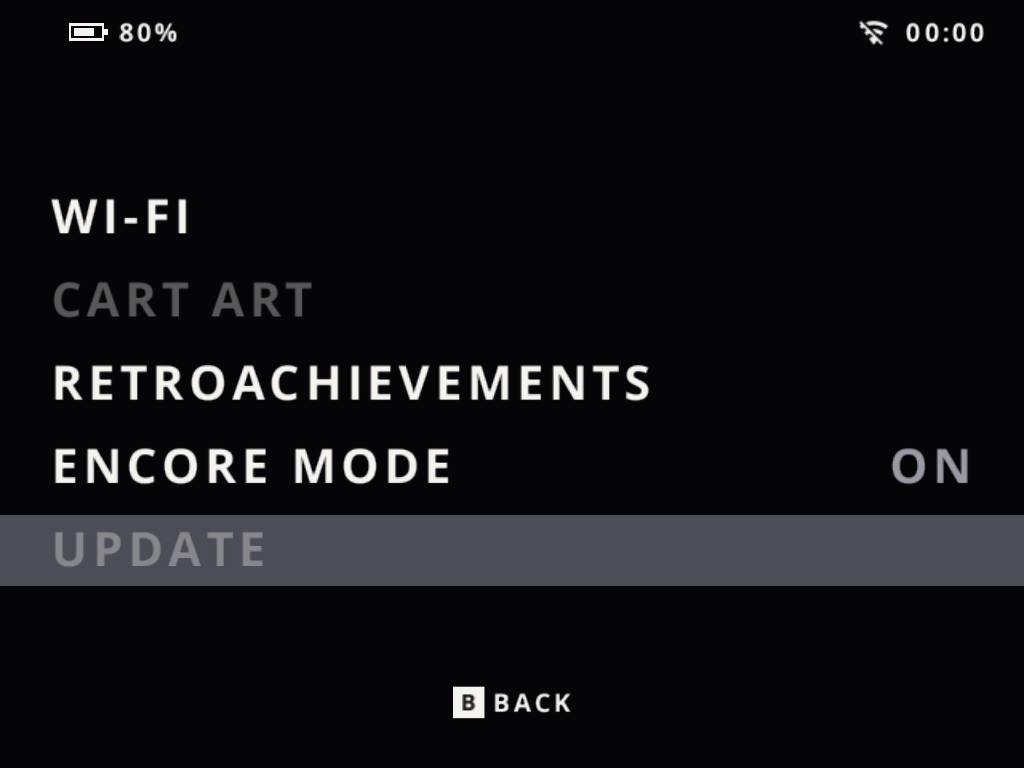 80%
00:00
WI-FI
CART ART
RETROACHIEVEMENTS
ENCORE MODE ON
UPDATE
B BACK